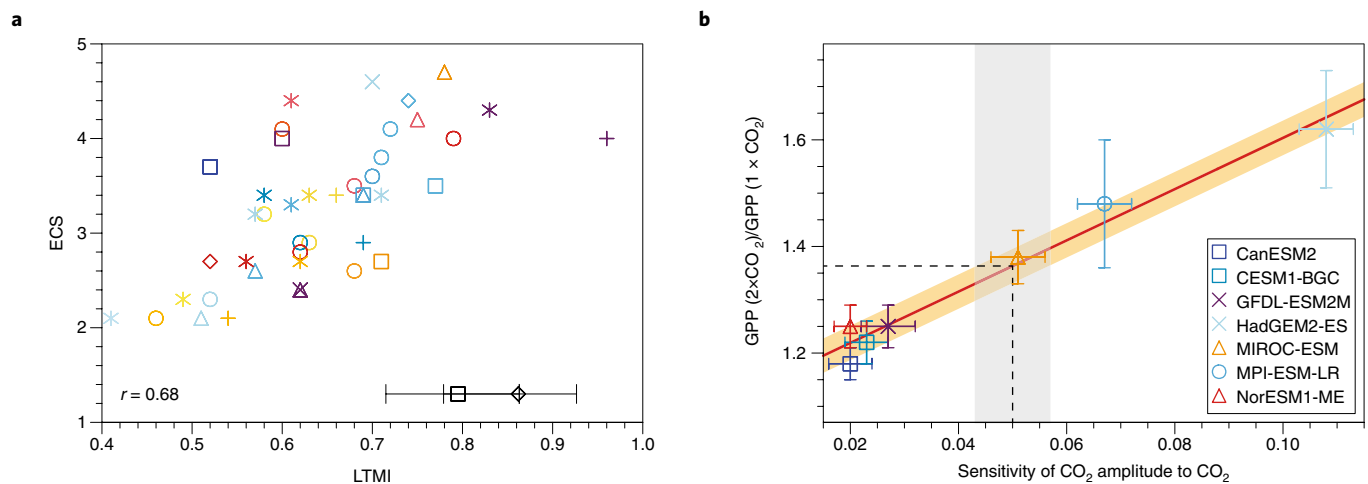 a
5
4
3
2
1
ECS
r = 0.68
0.4 0.5 0.6 0.7 0.8 0.9 1.0
LTMI
b
1.6
1.4
1.2
GPP (2×CO₂)/GPP (1 × CO₂)
CanESM2
CESM1-BGC
GFDL-ESM2M
HadGEM2-ES
MIROC-ESM
MPI-ESM-LR
NorESM1-ME
0.02 0.04 0.06 0.08 0.10
Sensitivity of CO₂ amplitude to CO₂